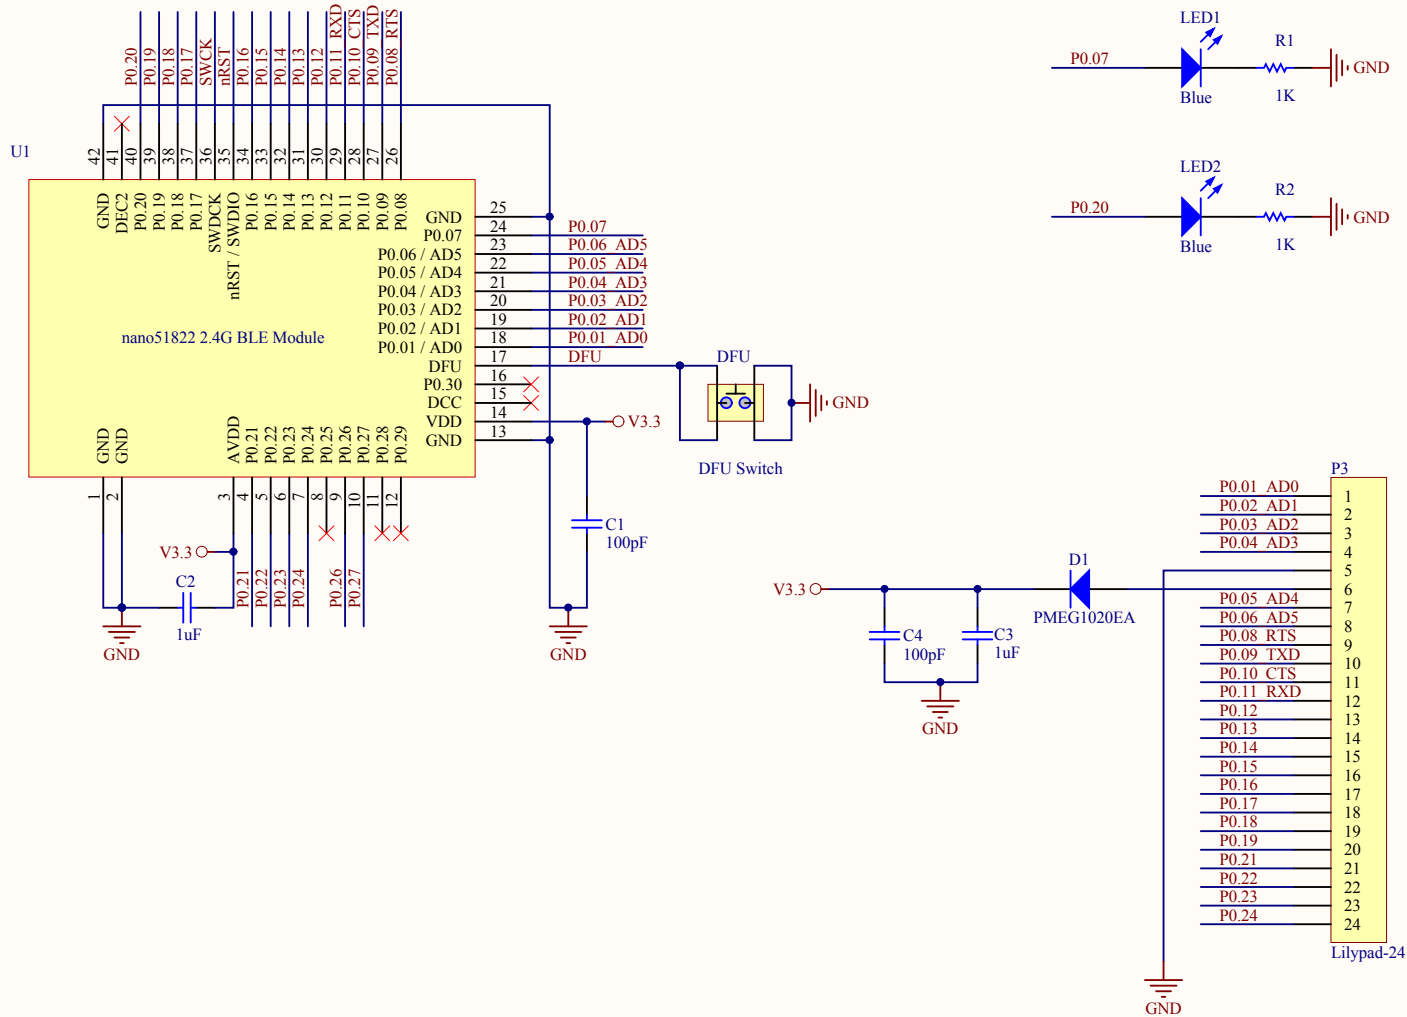 P0.20
P0.19
P0.18
P0.17
SWCK
nRST
P0.16
P0.15
P0.14
P0.13
P0.12
P0.11 RXD
P0.10 CTS
P0.09 TXD
P0.08 RTS
U1
42
41
40
39
38
37
36
35
34
33
32
31
30
29
28
27
26
GND
DEC2
P0.20
P0.19
P0.18
P0.17
SWDCK
nRST / SWDIO
P0.16
P0.15
P0.14
P0.13
P0.12
P0.11
P0.10
P0.09
P0.08
nano51822 2.4G BLE Module
GND 25
P0.07 24 P0.07
P0.06 / AD5 23 P0.06 AD5
P0.05 / AD4 22 P0.05 AD4
P0.04 / AD3 21 P0.04 AD3
P0.03 / AD2 20 P0.03 AD2
P0.02 / AD1 19 P0.02 AD1
P0.01 / AD0 18 P0.01 AD0
DFU 17 DFU
P0.30 16
DCC 15
VDD 14 V3.3
GND 13
GND
GND
AVDD
P0.21
P0.22
P0.23
P0.24
P0.25
P0.26
P0.27
P0.28
P0.29
1
2
3
4
5
6
7
8
9
10
11
12
V3.3
C2
1uF
GND
P0.21
P0.22
P0.23
P0.24
P0.26
P0.27
C1
100pF
GND
DFU
GND
DFU Switch
LED1
P0.07
Blue
R1
1K
GND
LED2
P0.20
Blue
R2
1K
GND
V3.3
C4
100pF
C3
1uF
GND
D1
PMEG1020EA
P3
P0.01 AD0 1
P0.02 AD1 2
P0.03 AD2 3
P0.04 AD3 4
5
6
P0.05 AD4 7
P0.06 AD5 8
P0.08 RTS 9
P0.09 TXD 10
P0.10 CTS 11
P0.11 RXD 12
P0.12 13
P0.13 14
P0.14 15
P0.15 16
P0.16 17
P0.17 18
P0.18 19
P0.19 20
P0.21 21
P0.22 22
P0.23 23
P0.24 24
Lilypad-24
GND